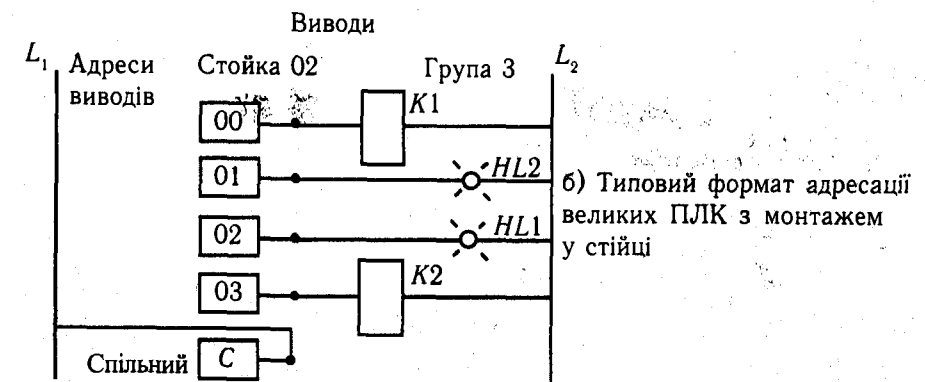 Виводи
L₁ Адреси виводів Стойка 02 Група 3 L₂
00 K1
01 HL2
02 HL1
03 K2
Спільний C
б) Типовий формат адресації
великих ПЛК з монтажем
у стійці